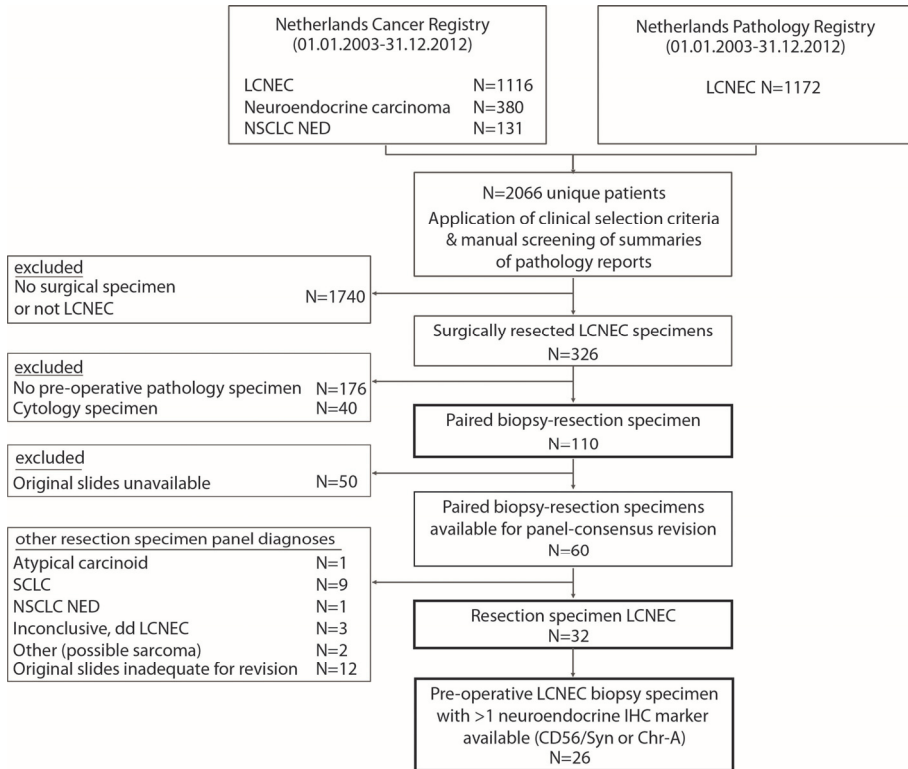 Netherlands Cancer Registry
(01.01.2003-31.12.2012)
LCNEC N=1116
Neuroendocrine carcinoma N=380
NSCLC NED N=131
Netherlands Pathology Registry
(01.01.2003-31.12.2012)
LCNEC N=1172
N=2066 unique patients
Application of clinical selection criteria
& manual screening of summaries
of pathology reports
excluded
No surgical specimen
or not LCNEC N=1740
Surgically resected LCNEC specimens
N=326
excluded
No pre-operative pathology specimen N=176
Cytology specimen N=40
Paired biopsy-resection specimen
N=110
excluded
Original slides unavailable N=50
Paired biopsy-resection specimens
available for panel-consensus revision
N=60
other resection specimen panel diagnoses
Atypical carcinoid N=1
SCLC N=9
NSCLC NED N=1
Inconclusive, dd LCNEC N=3
Other (possible sarcoma) N=2
Original slides inadequate for revision N=12
Resection specimen LCNEC
N=32
Pre-operative LCNEC biopsy specimen
with >1 neuroendocrine IHC marker
available (CD56/Syn or Chr-A)
N=26